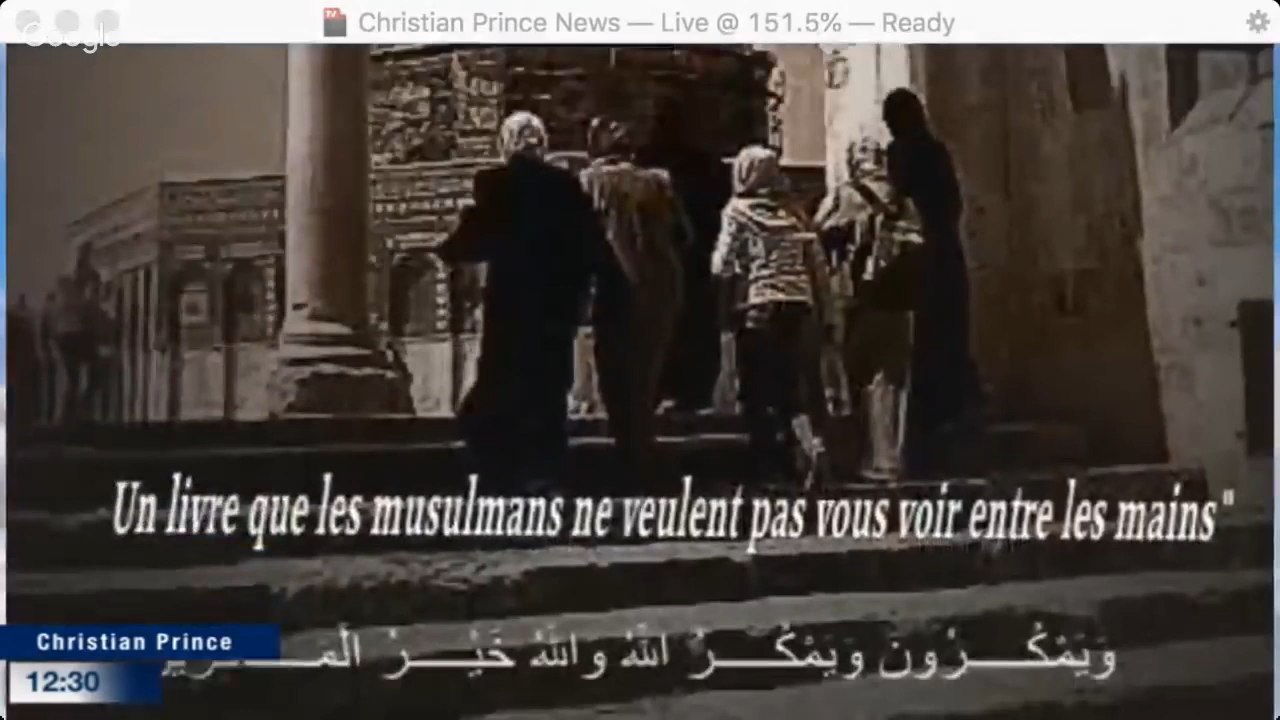 Christian Prince News — Live @ 151.5% — Ready
Google
Un livre que les musulmans ne veulent pas vous voir entre les mains"
Christian Prince
وَيَمْكُرُونَ وَيَمْكُرُ اللهُ وَاللهُ خَيْرُ
12:30